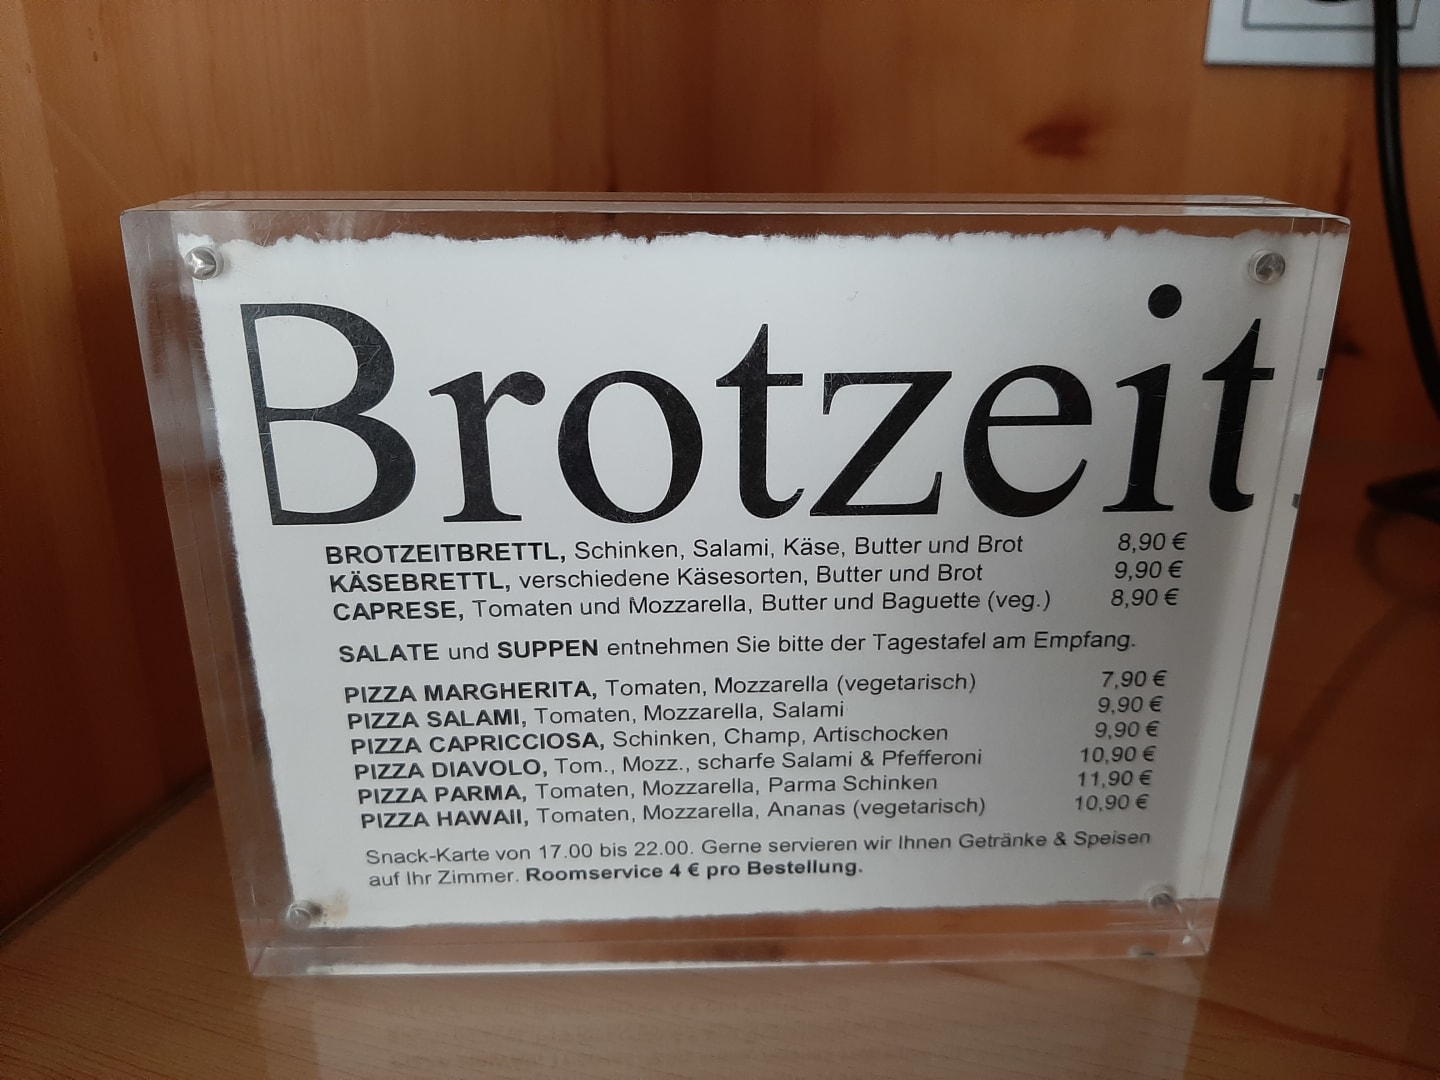 Brotzeit
BROTZEITBRETTL, Schinken, Salami, Käse, Butter und Brot 8,90 €
KÄSEBRETTL, verschiedene Käsesorten, Butter und Brot 9,90 €
CAPRESE, Tomaten und Mozzarella, Butter und Baguette (veg.) 8,90 €
SALATE und SUPPEN entnehmen Sie bitte der Tagestafel am Empfang.
PIZZA MARGHERITA, Tomaten, Mozzarella (vegetarisch) 7,90 €
PIZZA SALAMI, Tomaten, Mozzarella, Salami 9,90 €
PIZZA CAPRICCIOSA, Schinken, Champ, Artischocken 9,90 €
PIZZA DIAVOLO, Tom., Mozz., scharfe Salami & Pfefferoni 10,90 €
PIZZA PARMA, Tomaten, Mozzarella, Parma Schinken 11,90 €
PIZZA HAWAII, Tomaten, Mozzarella, Ananas (vegetarisch) 10,90 €
Snack-Karte von 17.00 bis 22.00. Gerne servieren wir Ihnen Getränke & Speisen
auf Ihr Zimmer. Roomservice 4 € pro Bestellung.